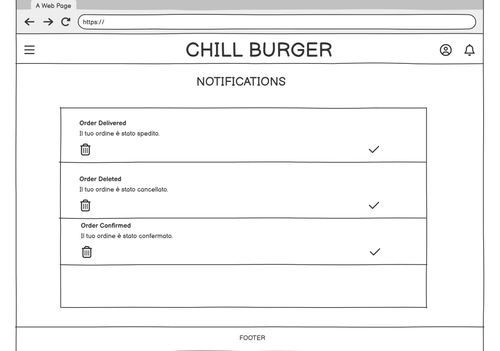 A Web Page
https://
CHILL BURGER
NOTIFICATIONS
Order Delivered
Il tuo ordine è stato spedito.
Order Deleted
Il tuo ordine è stato cancellato.
Order Confirmed
Il tuo ordine è stato confermato.
FOOTER